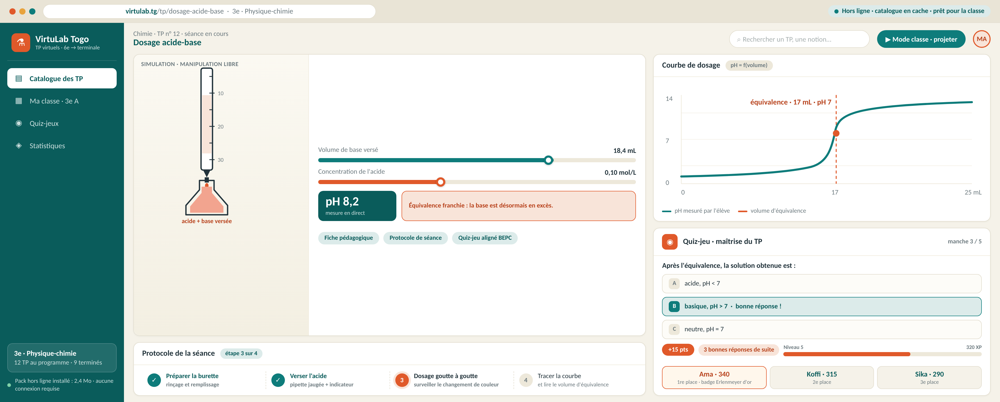 virtulab.tg/tp/dosage-acide-base · 3e · Physique-chimie
Hors ligne · catalogue en cache · prêt pour la classe
VirtuLab Togo
TP virtuels · 6e → terminale
Catalogue des TP
Ma classe · 3e A
Quiz-jeux
Statistiques
3e · Physique-chimie
12 TP au programme · 9 terminés
Pack hors ligne installé : 2,4 Mo · aucune
connexion requise
Chimie · TP n° 12 · séance en cours
Dosage acide-base
Rechercher un TP, une notion...
▶ Mode classe · projeter
MA
SIMULATION · MANIPULATION LIBRE
10
20
30
acide + base versée
Volume de base versé
18,4 mL
Concentration de l'acide
0,10 mol/L
pH 8,2
mesure en direct
Équivalence franchie : la base est désormais en excès.
Fiche pédagogique
Protocole de séance
Quiz-jeu aligné BEPC
Protocole de la séance
étape 3 sur 4
✓
Préparer la burette
rinçage et remplissage
✓
Verser l'acide
pipette jaugée + indicateur
3
Dosage goutte à goutte
surveiller le changement de couleur
4
Tracer la courbe
et lire le volume d'équivalence
Courbe de dosage
pH = f(volume)
14
7
0
équivalence · 17 mL · pH 7
0
17
25 mL
pH mesuré par l'élève
volume d'équivalence
Quiz-jeu · maîtrise du TP
manche 3 / 5
Après l'équivalence, la solution obtenue est :
A
acide, pH < 7
B
basique, pH > 7 · bonne réponse !
C
neutre, pH = 7
+15 pts
3 bonnes réponses de suite
Niveau 5
320 XP
Ama · 340
1re place · badge Erlenmeyer d'or
Koffi · 315
2e place
Sika · 290
3e place